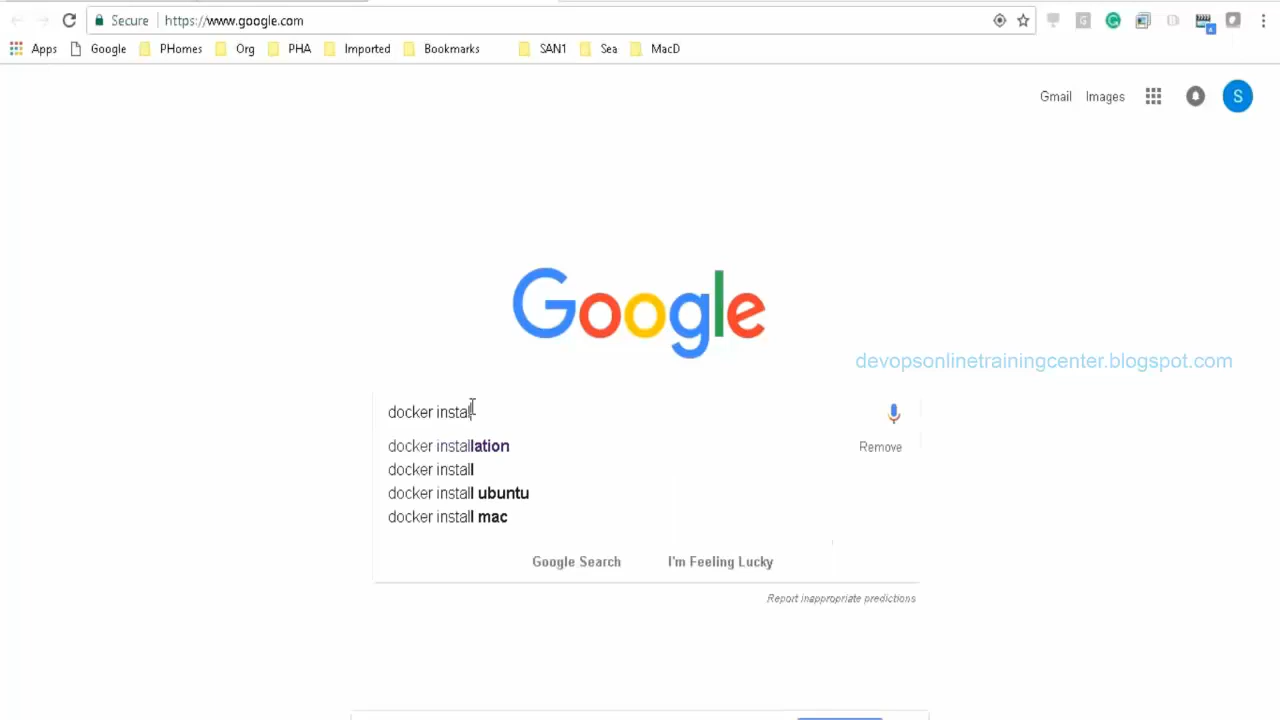 Secure https://www.google.com
Apps Google PHomes Org PHA Imported Bookmarks SAN1 Sea MacD
Gmail Images S
Google
devopsonlinetrainingcenter.blogspot.com
docker instal
docker installation Remove
docker install
docker install ubuntu
docker install mac
Google Search I'm Feeling Lucky
Report inappropriate predictions